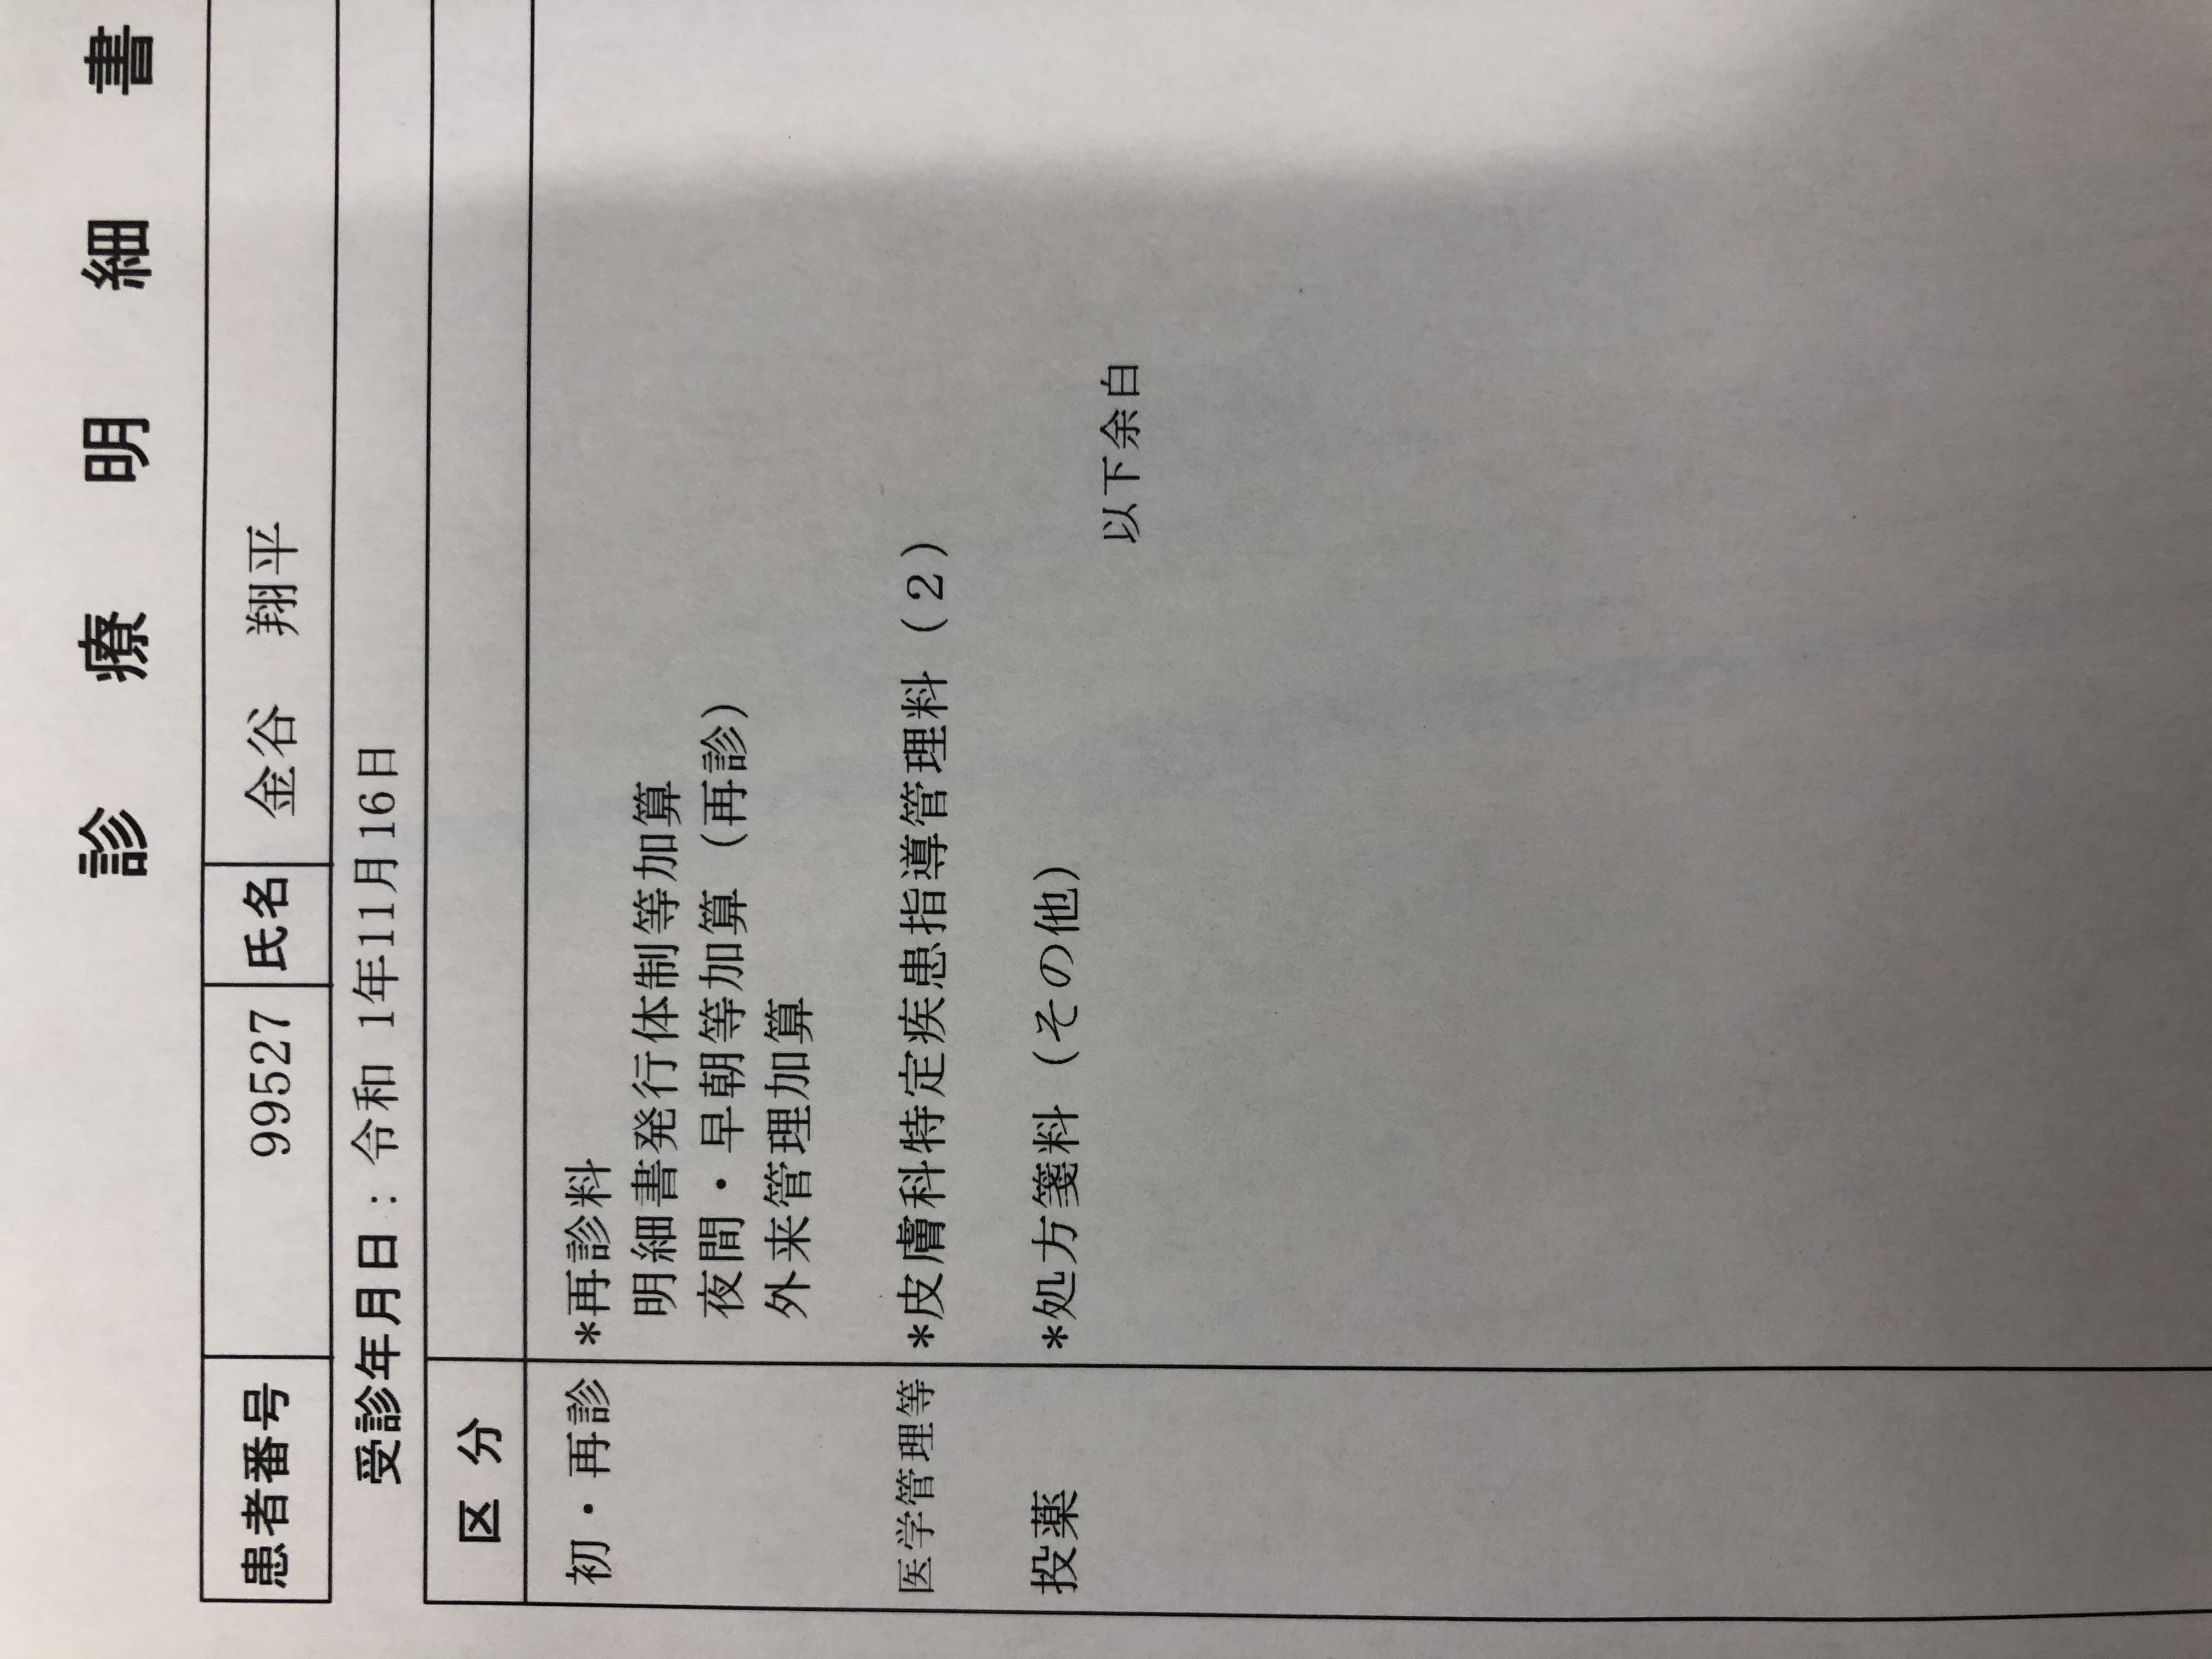 診療明細書
患者番号 99527 氏名 金谷 翔平
受診年月日：令和 1年11月16日
区分
初・再診 *再診料
明細書発行体制等加算
夜間・早朝等加算（再診）
外来管理加算
医学管理等 *皮膚科特定疾患指導管理料（２）
投薬 *処方箋料（その他）
以下余白